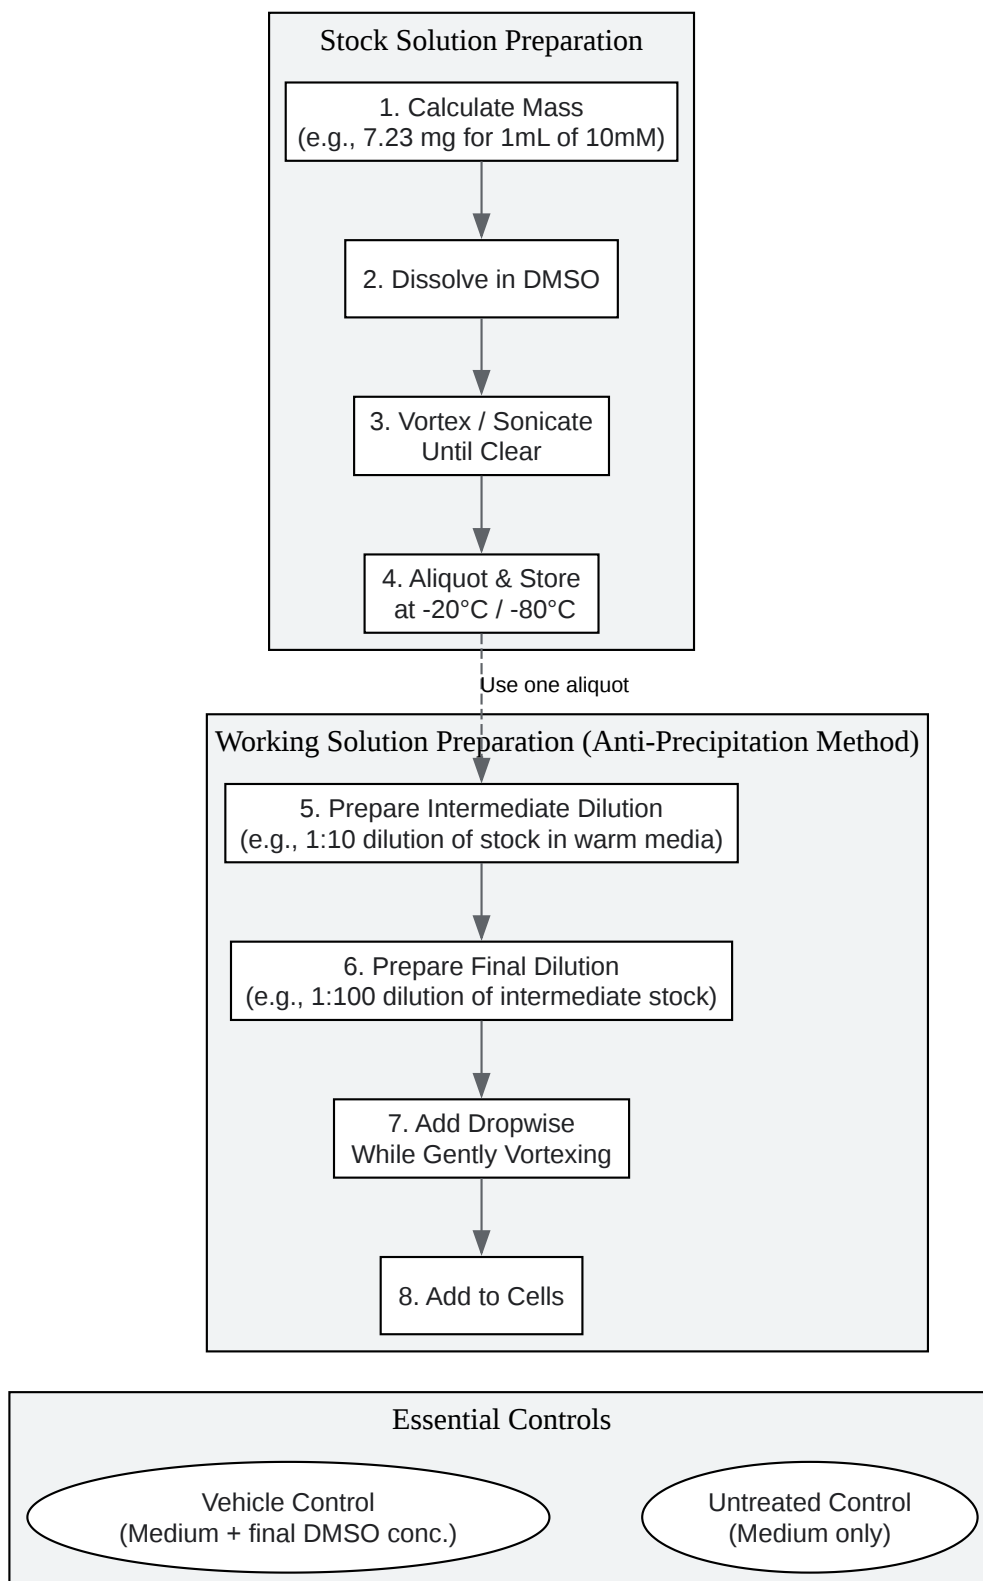 Stock Solution Preparation
1. Calculate Mass
(e.g., 7.23 mg for 1mL of 10mM)
2. Dissolve in DMSO
3. Vortex / Sonicate
Until Clear
4. Aliquot & Store
at -20°C / -80°C
Use one aliquot
Working Solution Preparation (Anti-Precipitation Method)
5. Prepare Intermediate Dilution
(e.g., 1:10 dilution of stock in warm media)
6. Prepare Final Dilution
(e.g., 1:100 dilution of intermediate stock)
7. Add Dropwise
While Gently Vortexing
8. Add to Cells
Essential Controls
Vehicle Control
(Medium + final DMSO conc.)
Untreated Control
(Medium only)